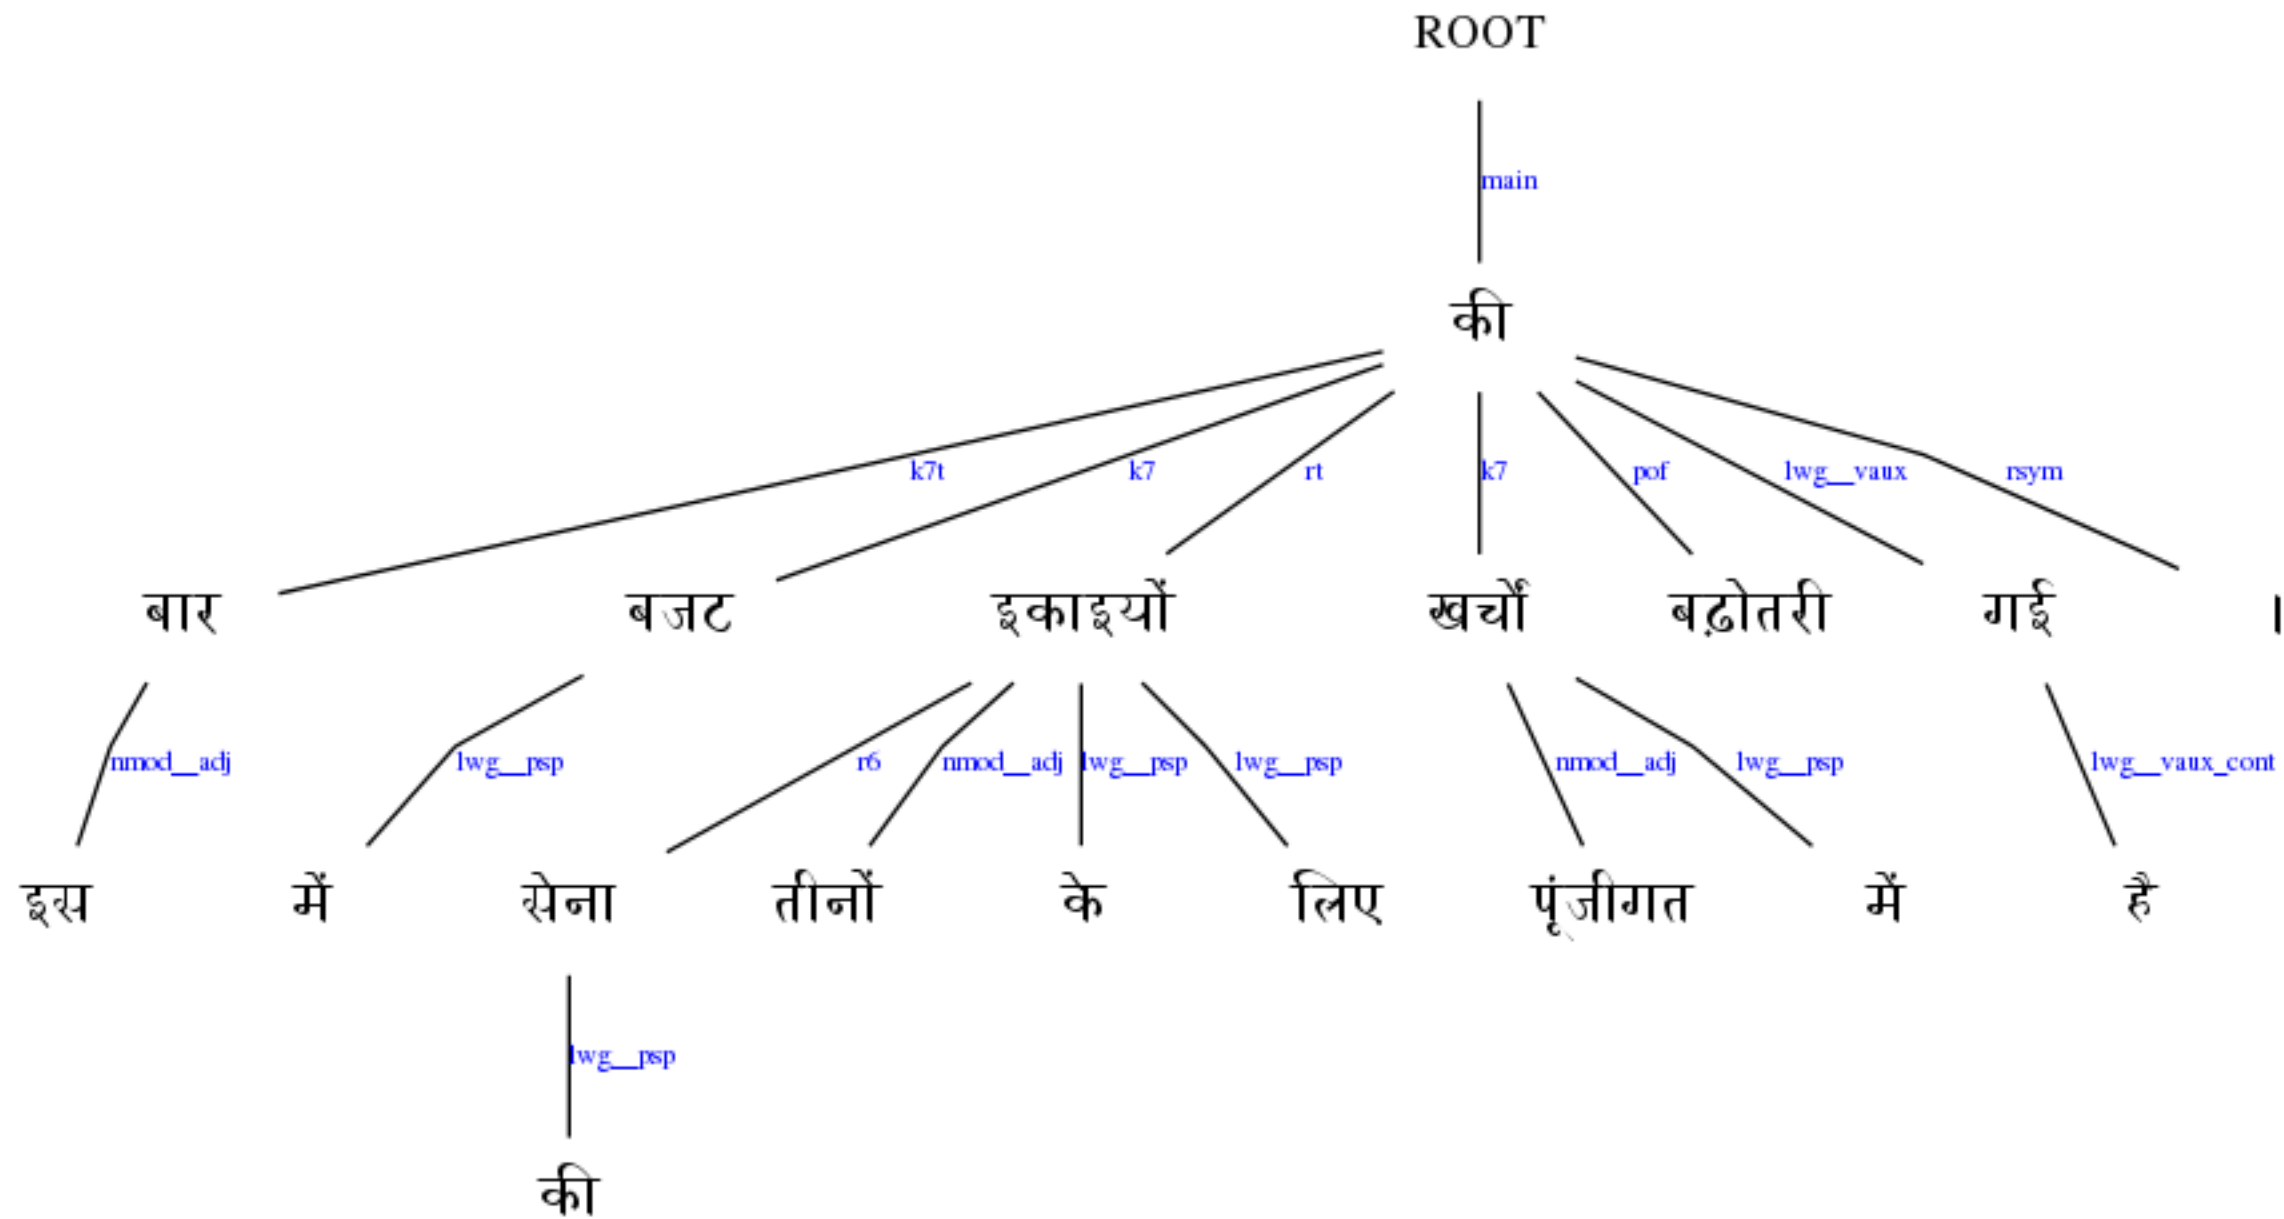 ROOT
main
की
k7t k7 rt k7 pof lwg__vaux rsym
बार बजट इकाइयों खर्चों बढ़ोतरी गई ।
nmod__adj lwg__psp r6 nmod__adj lwg__psp lwg__psp nmod__adj lwg__psp lwg__vaux_cont
इस में सेना तीनों के लिए पूंजीगत में है
lwg__psp
की